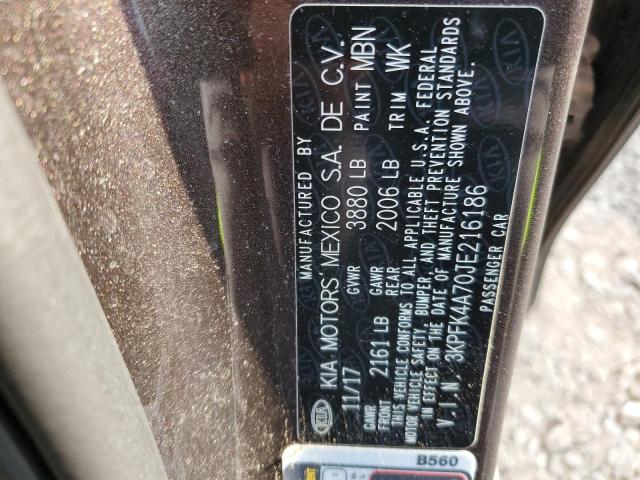 MANUFACTURED BY
KIA KIA MOTORS MEXICO S.A. DE C.V.
11/17 GVWR 3880 LB PAINT MBN
GAWR FRONT 2161 LB GAWR REAR 2006 LB TRIM WK
THIS VEHICLE CONFORMS TO ALL APPLICABLE U.S.A. FEDERAL
MOTOR VEHICLE SAFETY, BUMPER, AND THEFT PREVENTION STANDARDS
IN EFFECT ON THE DATE OF MANUFACTURE SHOWN ABOVE.
V.I.N 3KPFK4A70JE216186
PASSENGER CAR
B560